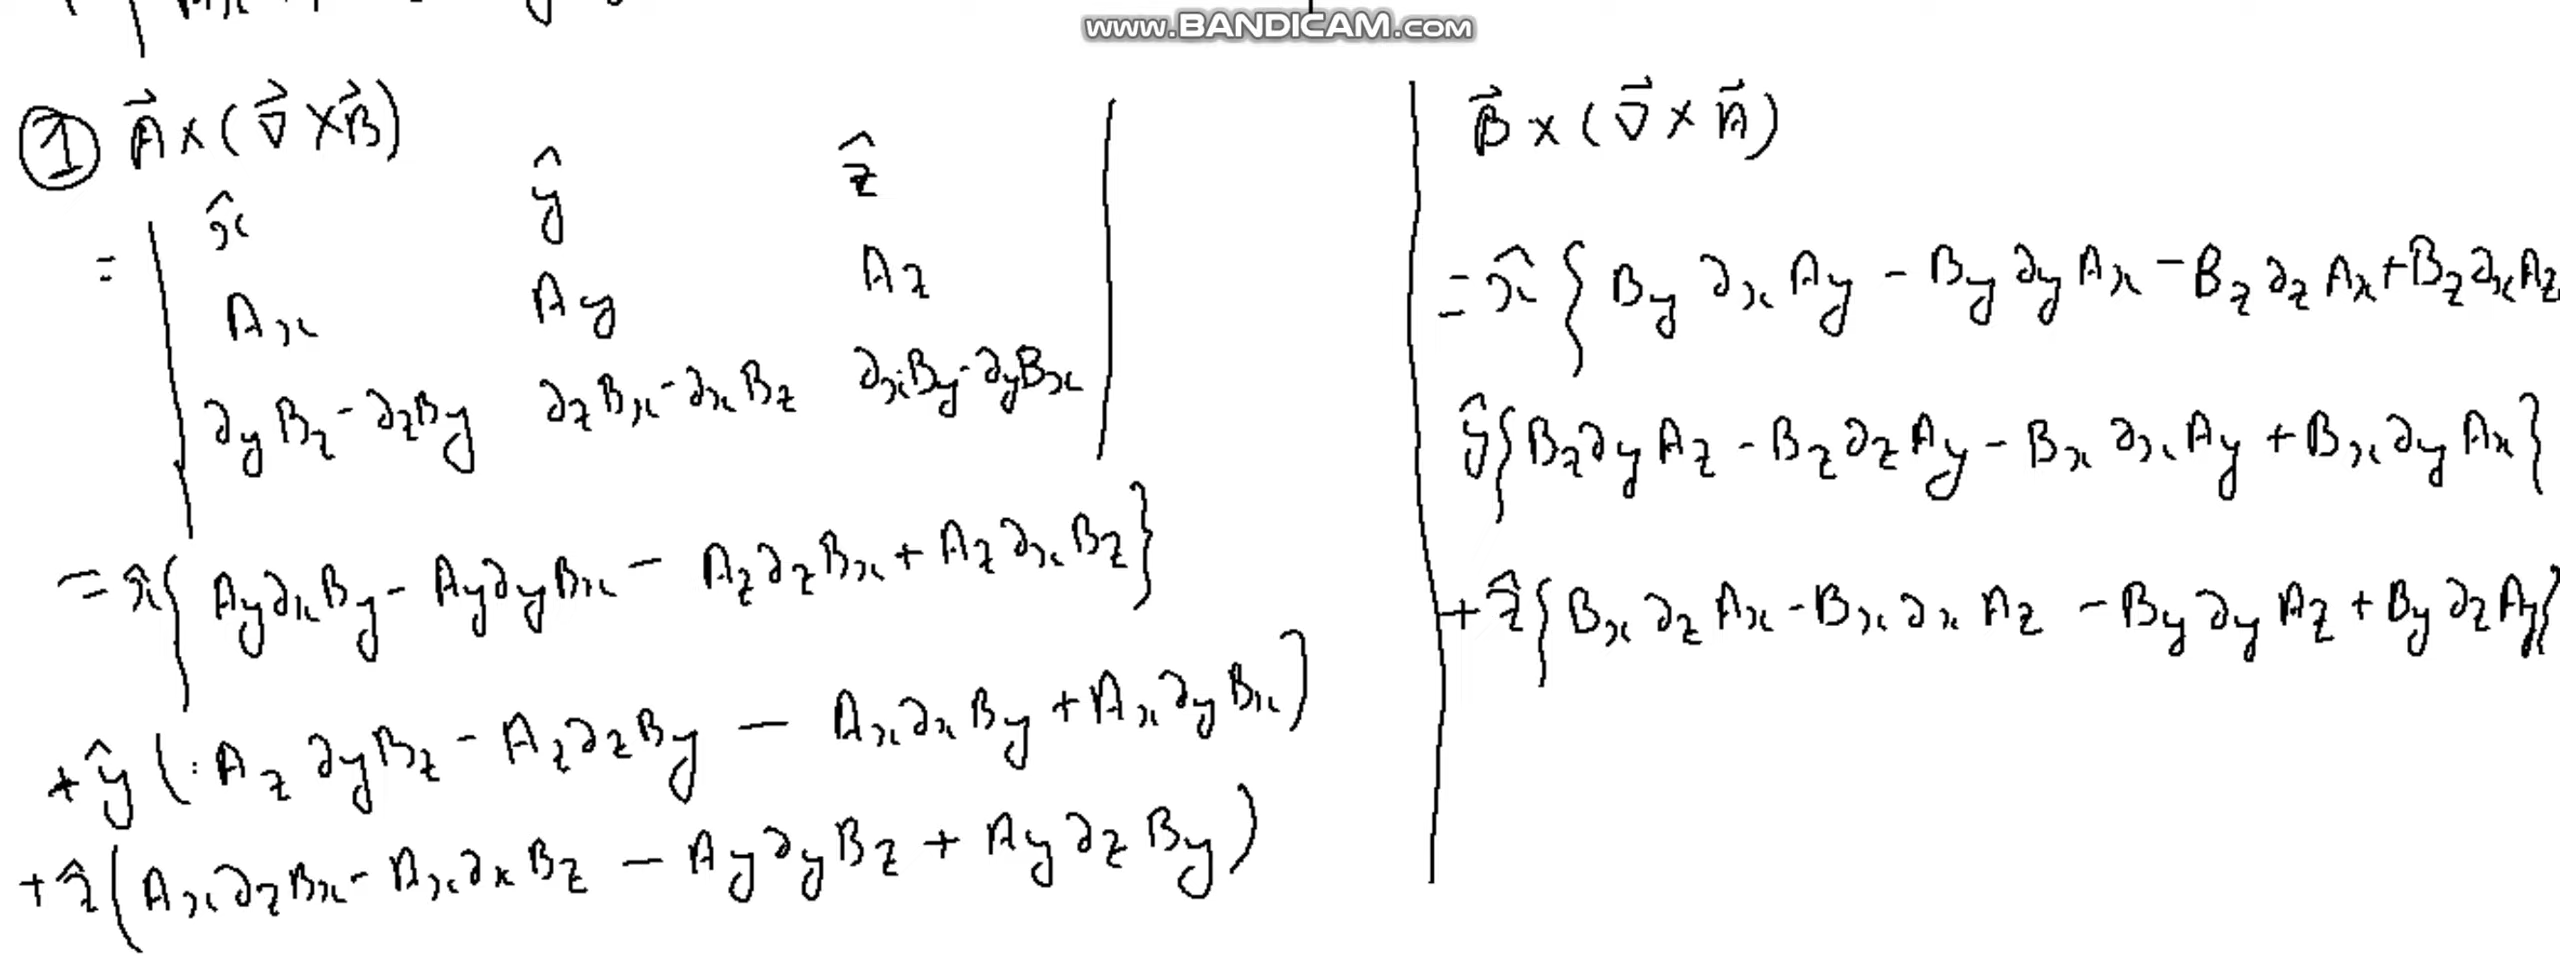 www.BANDICAM.com
① A⃗ × (∇⃗ × B⃗)
= | x̂ ŷ ẑ |
| Ax Ay Az |
| ∂yBz - ∂zBy ∂zBx - ∂xBz ∂xBy - ∂yBx |
= x̂{ Ay∂xBy - Ay∂yBx - Az∂zBx + Az∂xBz }
+ ŷ ( Az ∂yBz - Az∂zBy - Ax∂xBy + Ax∂yBx )
+ ẑ ( Ax∂zBx - Ax∂xBz - Ay∂yBz + Ay∂zBy )
B⃗ × (∇⃗ × A⃗)
= x̂ { By ∂xAy - By ∂yAx - Bz ∂zAx + Bz∂xAz
ŷ{ Bz∂yAz - Bz∂zAy - Bx ∂xAy + Bx∂yAx }
+ ẑ{ Bx∂zAx - Bx∂xAz - By∂yAz + By∂zAy }